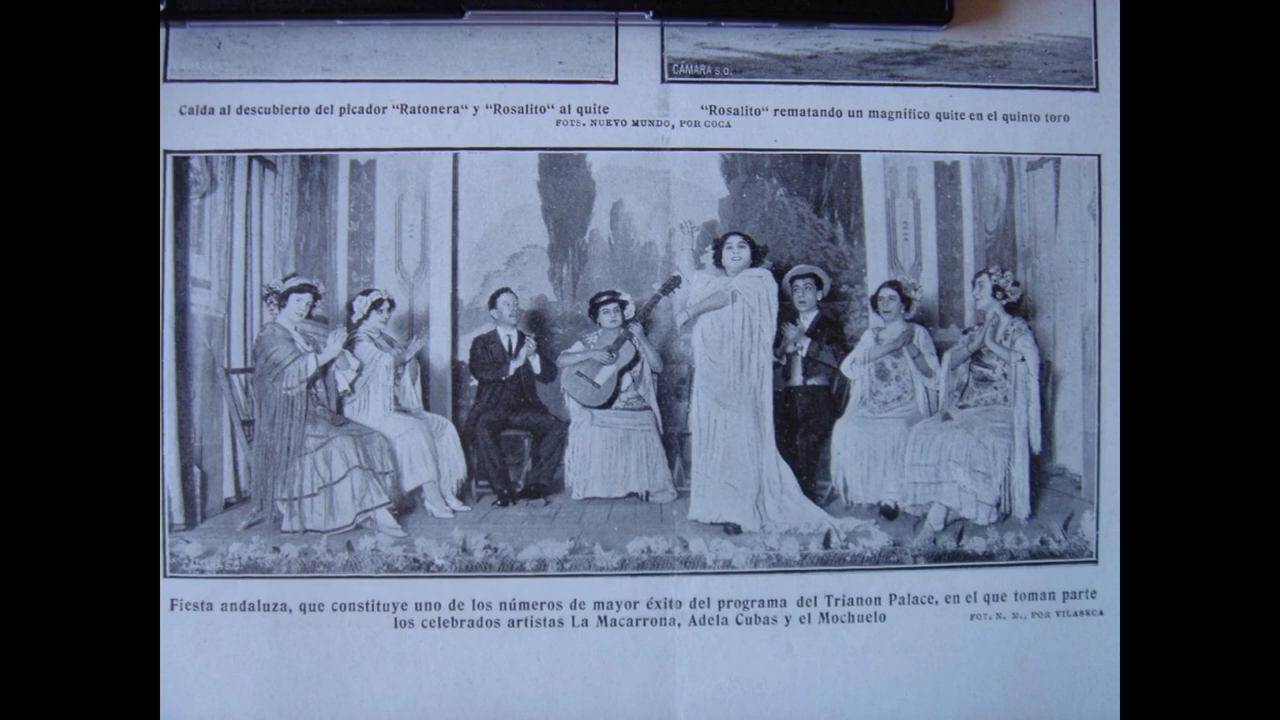 CÁMARA S.O.
Caída al descubierto del picador "Ratonera" y "Rosalito" al quite
"Rosalito" rematando un magnífico quite en el quinto toro
FOTS. NUEVO MUNDO, POR COCA
Fiesta andaluza, que constituye uno de los números de mayor éxito del programa del Trianon Palace, en el que toman parte
los celebrados artistas La Macarrona, Adela Cubas y el Mochuelo
FOT. N. M., POR VILASECA